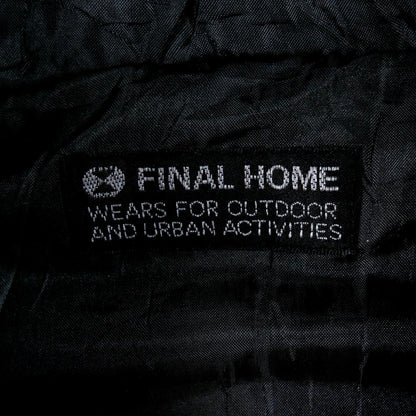 FINAL HOME
WEARS FOR OUTDOOR
AND URBAN ACTIVITIES